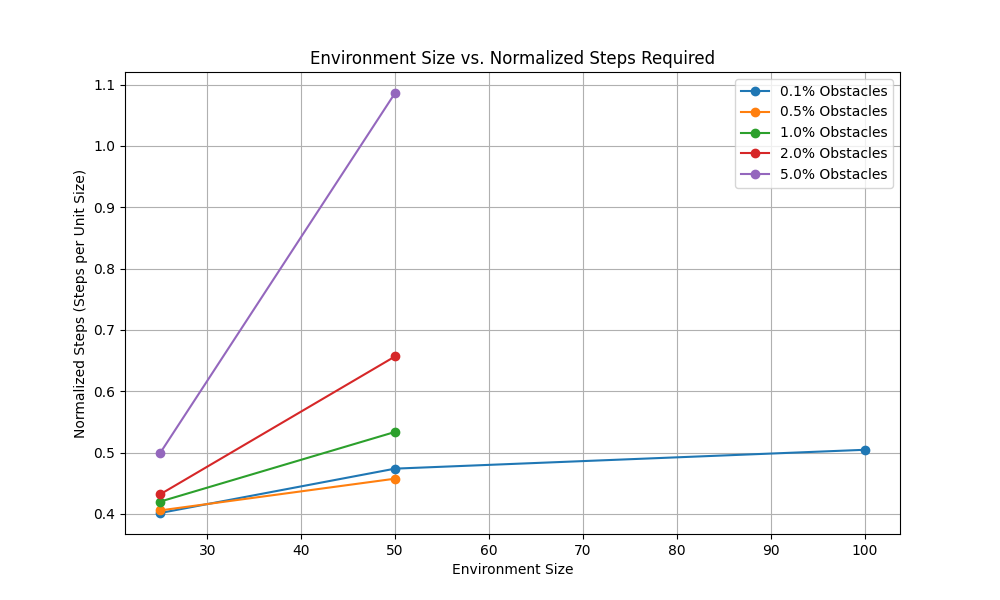 Environment Size vs. Normalized Steps Required
0.1% Obstacles
0.5% Obstacles
1.0% Obstacles
2.0% Obstacles
5.0% Obstacles
Normalized Steps (Steps per Unit Size)
1.1
1.0
0.9
0.8
0.7
0.6
0.5
0.4
30 40 50 60 70 80 90 100
Environment Size